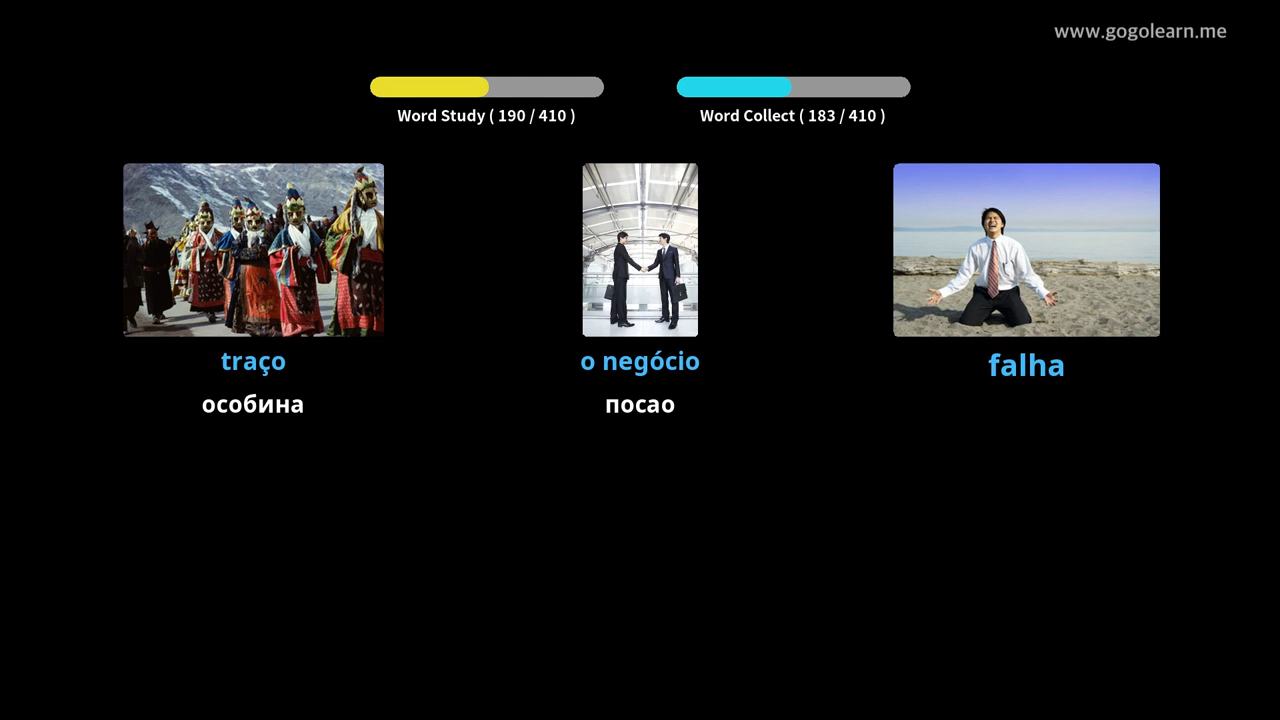 www.gogolearn.me
Word Study ( 190 / 410 )
Word Collect ( 183 / 410 )
traço
особина
o negócio
посао
falha